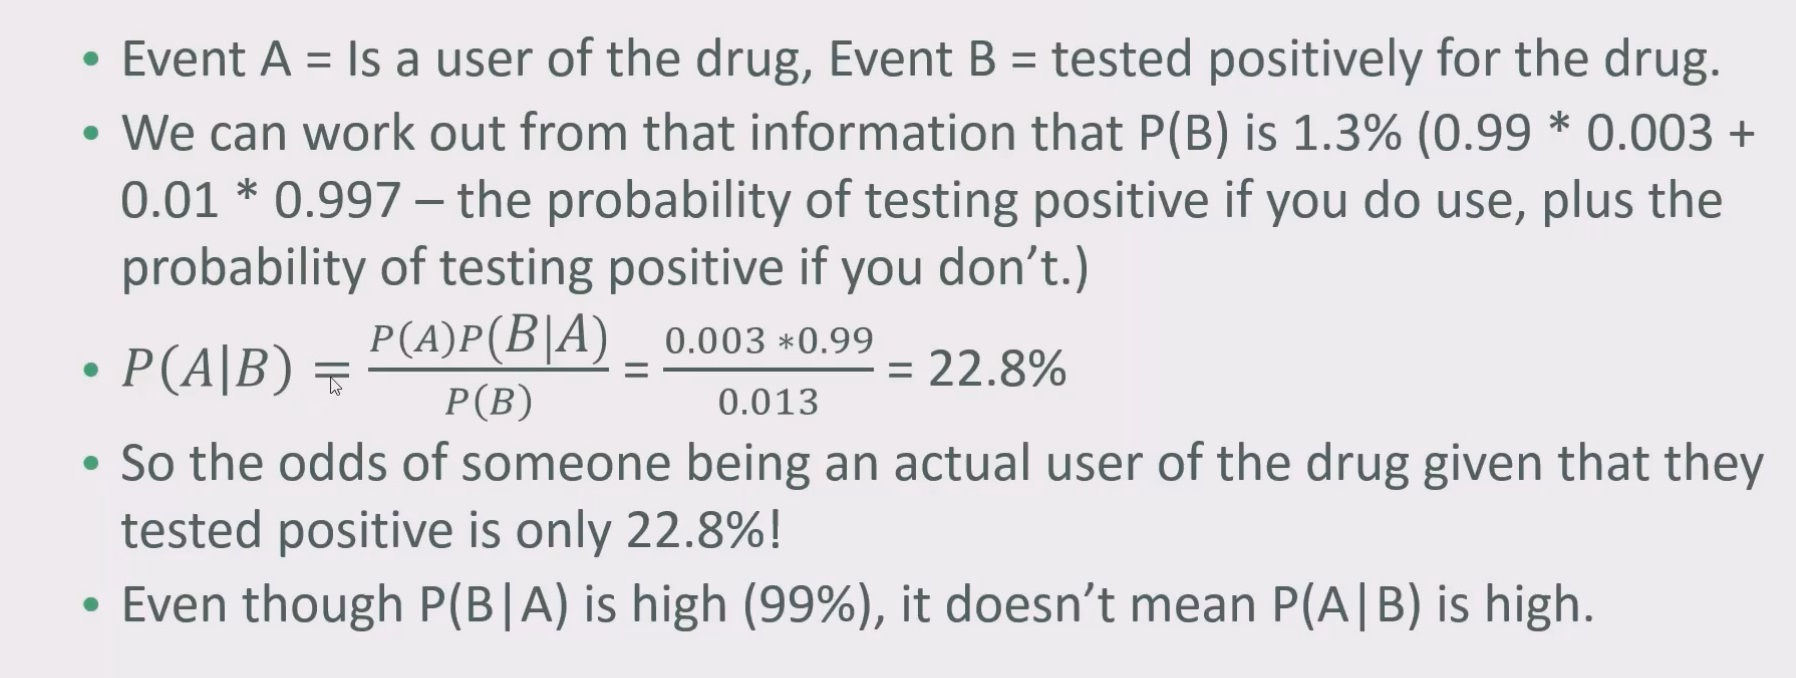 • Event A = Is a user of the drug, Event B = tested positively for the drug.
• We can work out from that information that P(B) is 1.3% (0.99 * 0.003 +
0.01 * 0.997 – the probability of testing positive if you do use, plus the
probability of testing positive if you don’t.)
• P(A|B) = P(A)P(B|A) / P(B) = 0.003 *0.99 / 0.013 = 22.8%
• So the odds of someone being an actual user of the drug given that they
tested positive is only 22.8%!
• Even though P(B|A) is high (99%), it doesn’t mean P(A|B) is high.